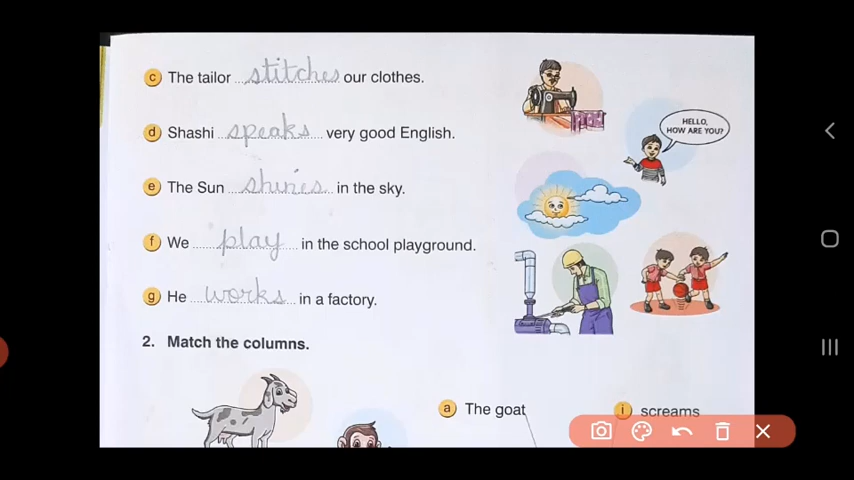 c The tailor stitches our clothes.
d Shashi speaks very good English.
HELLO,
HOW ARE YOU?
e The Sun shines in the sky.
f We play in the school playground.
g He works in a factory.
2. Match the columns.
a The goat
i screams